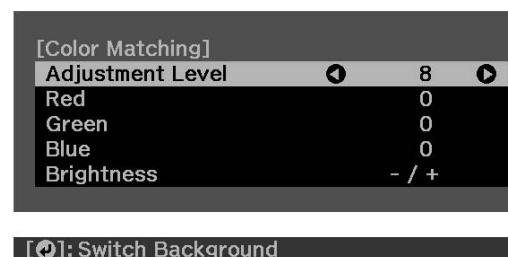 [Color Matching]
Adjustment Level 8
Red 0
Green 0
Blue 0
Brightness - / +
[ ]: Switch Background